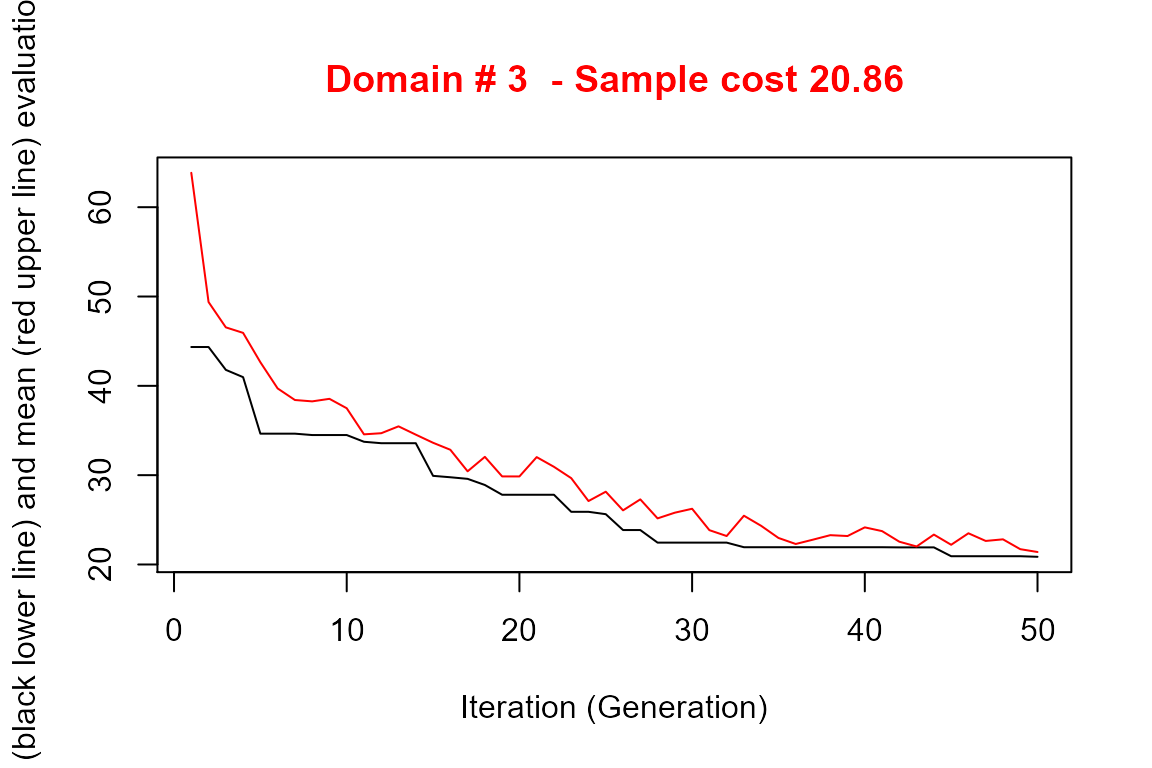 Domain # 3  - Sample cost 20.86
(black lower line) and mean (red upper line) evaluatio
60
50
40
30
20
0 10 20 30 40 50
Iteration (Generation)